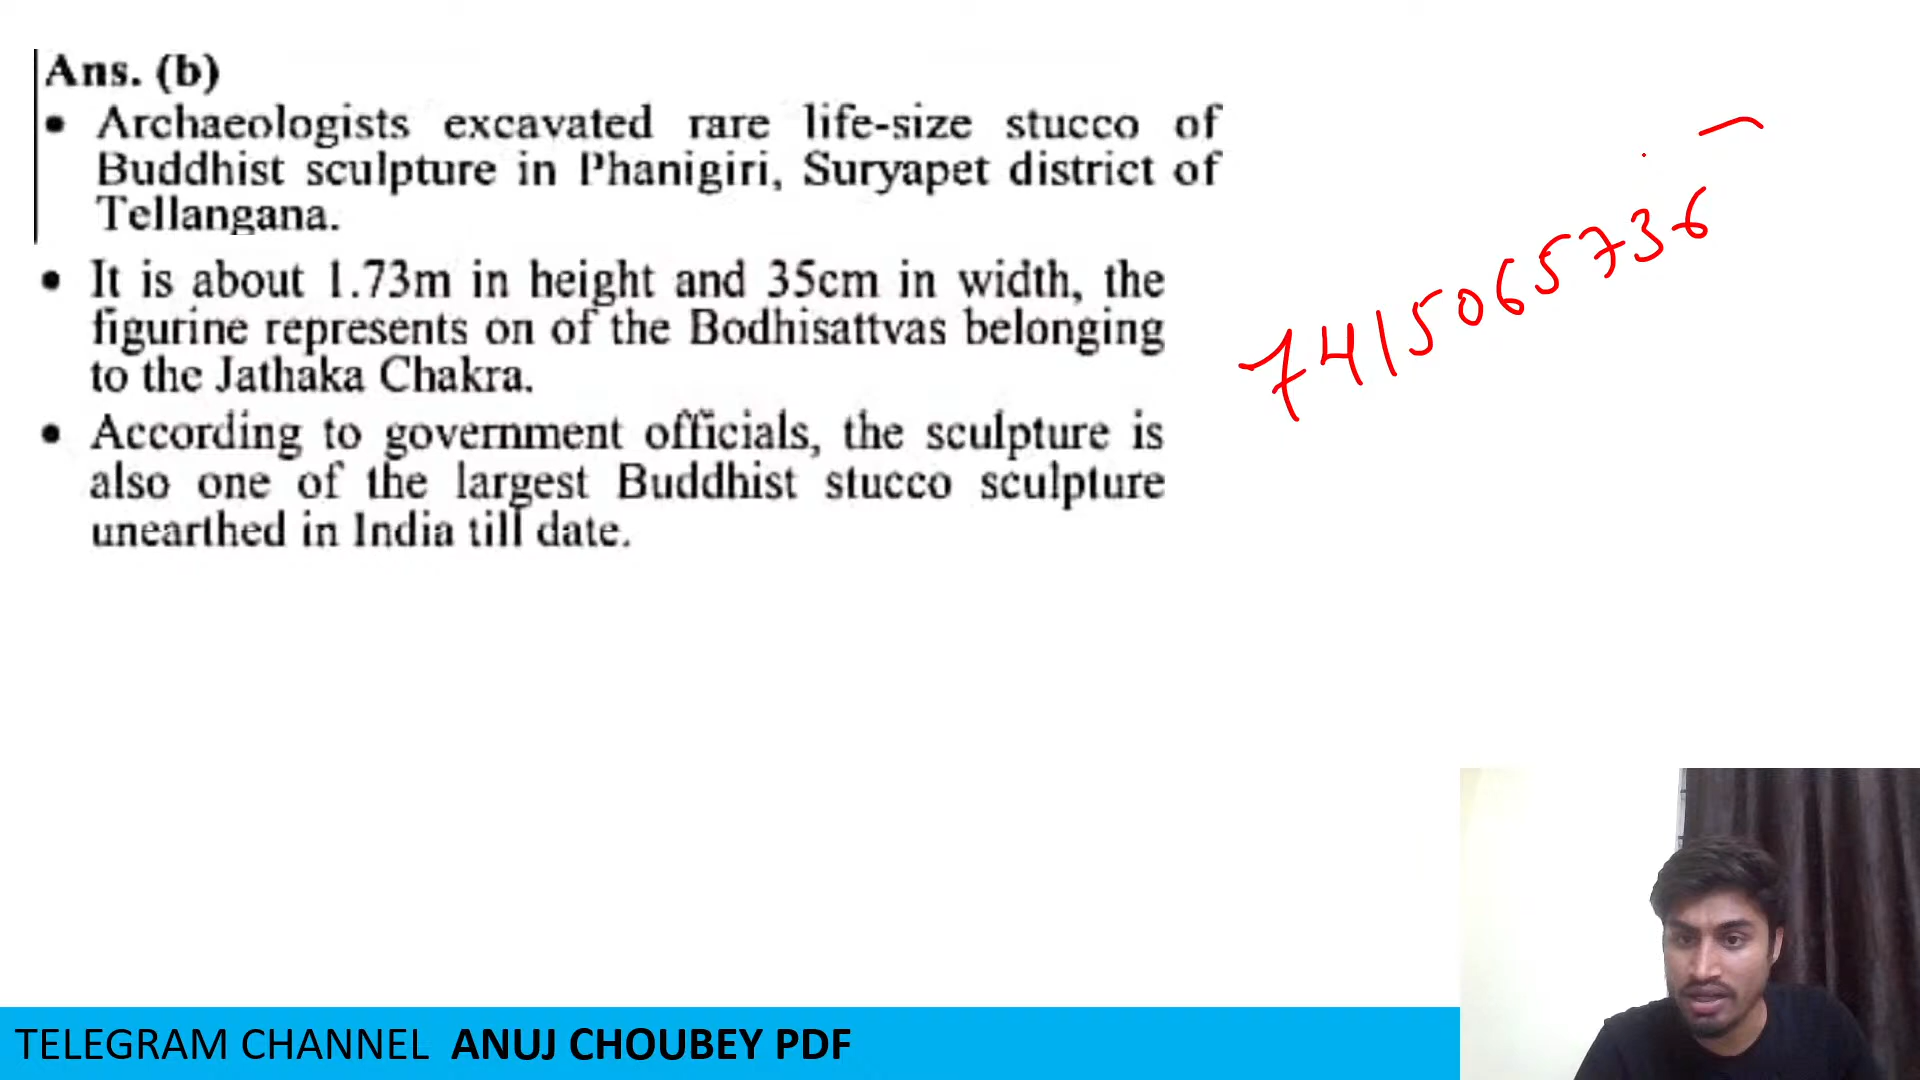 Ans. (b)
• Archaeologists excavated rare life-size stucco of
Buddhist sculpture in Phanigiri, Suryapet district of
Tellangana.
• It is about 1.73m in height and 35cm in width, the
figurine represents on of the Bodhisattvas belonging
to the Jathaka Chakra.
• According to government officials, the sculpture is
also one of the largest Buddhist stucco sculpture
unearthed in India till date.
7415065736
TELEGRAM CHANNEL ANUJ CHOUBEY PDF